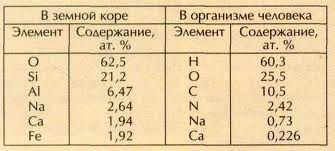 В земной коре В организме человека
Элемент Содержание, ат. % Элемент Содержание, ат. %
O 62,5 H 60,3
Si 21,2 O 25,5
Al 6,47 C 10,5
Na 2,64 N 2,42
Ca 1,94 Na 0,73
Fe 1,92 Ca 0,226